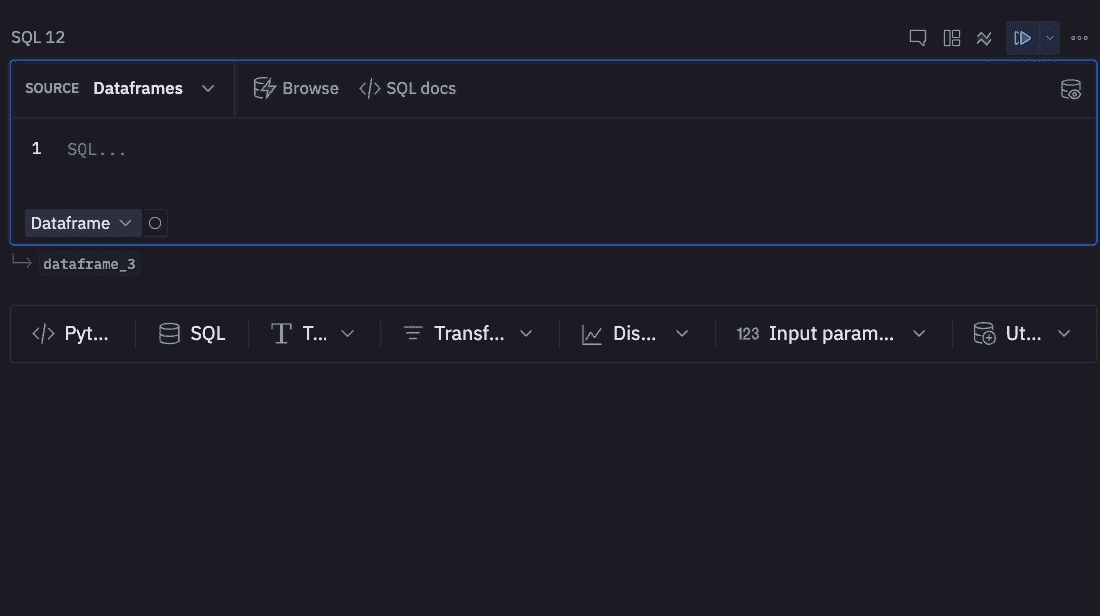 SQL 12
SOURCE Dataframes Browse </> SQL docs
1 SQL...
Dataframe
dataframe_3
</> Pyt... SQL T... Transf... Dis... 123 Input param... Ut...